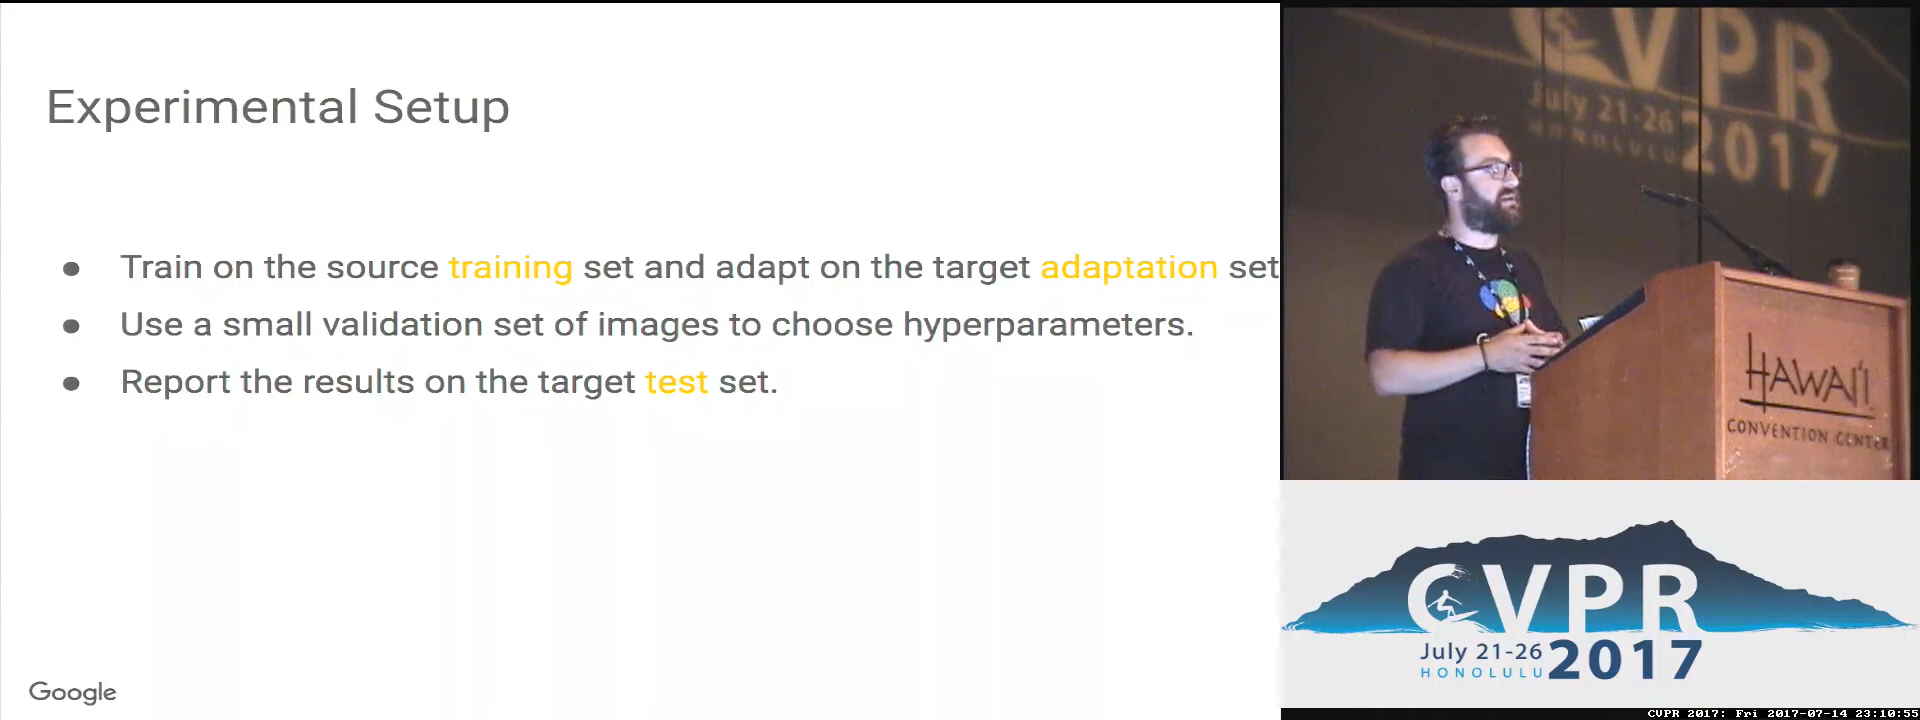 Experimental Setup
● Train on the source training set and adapt on the target adaptation set
● Use a small validation set of images to choose hyperparameters.
● Report the results on the target test set.
Google
CVPR
July 21-26
HONOLULU
2017
HAWAI'I
CONVENTION CENTER
CVPR
July 21-26
HONOLULU 2017
CVPR 2017: Fri 2017-07-14 23:10:55